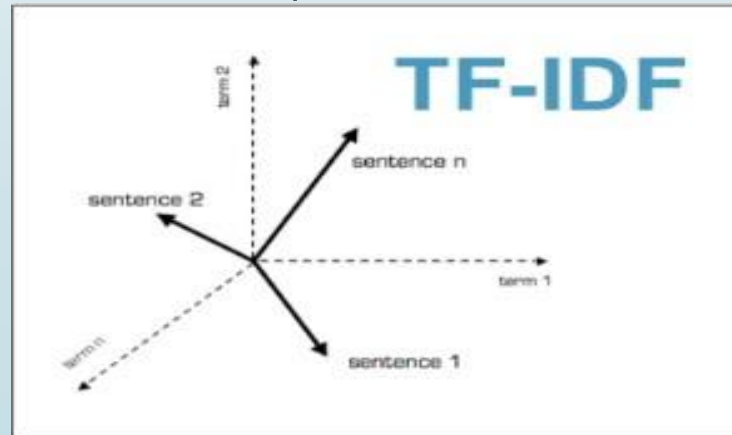 TF-IDF
term 2
sentence n
sentence 2
term 1
term n
sentence 1